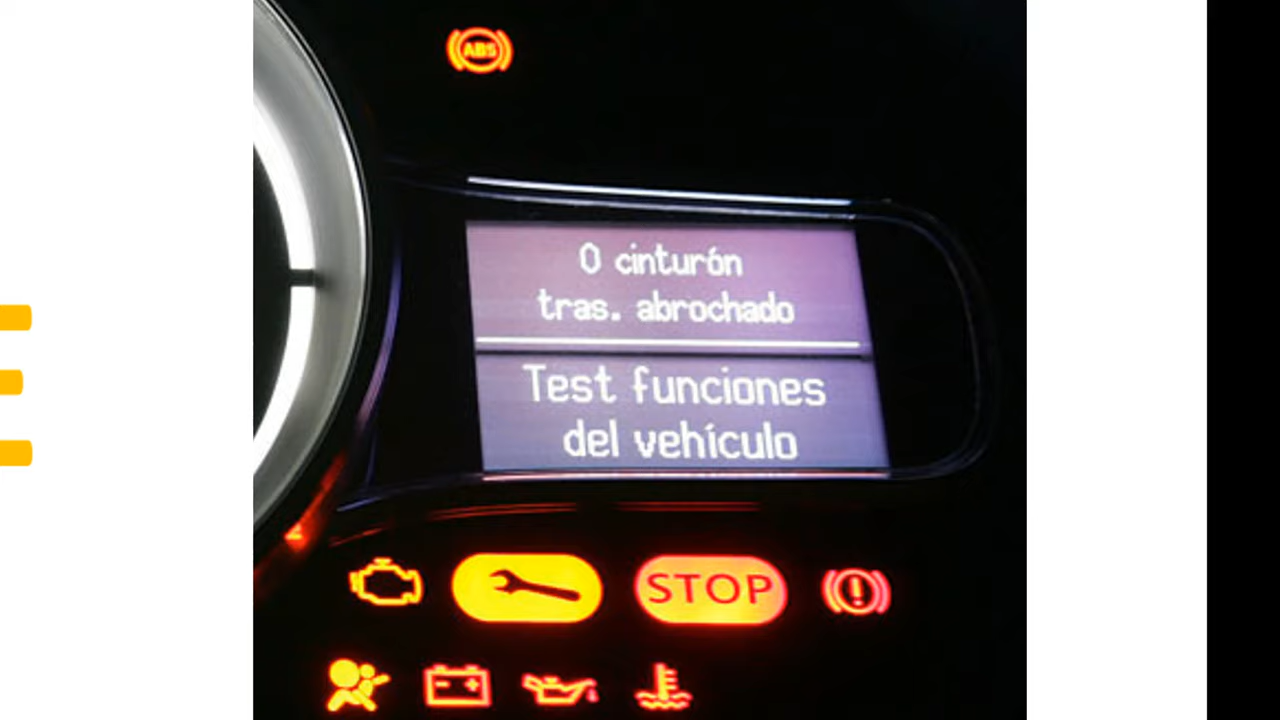 ABS
0 cinturón
tras. abrochado
Test funciones
del vehículo
STOP